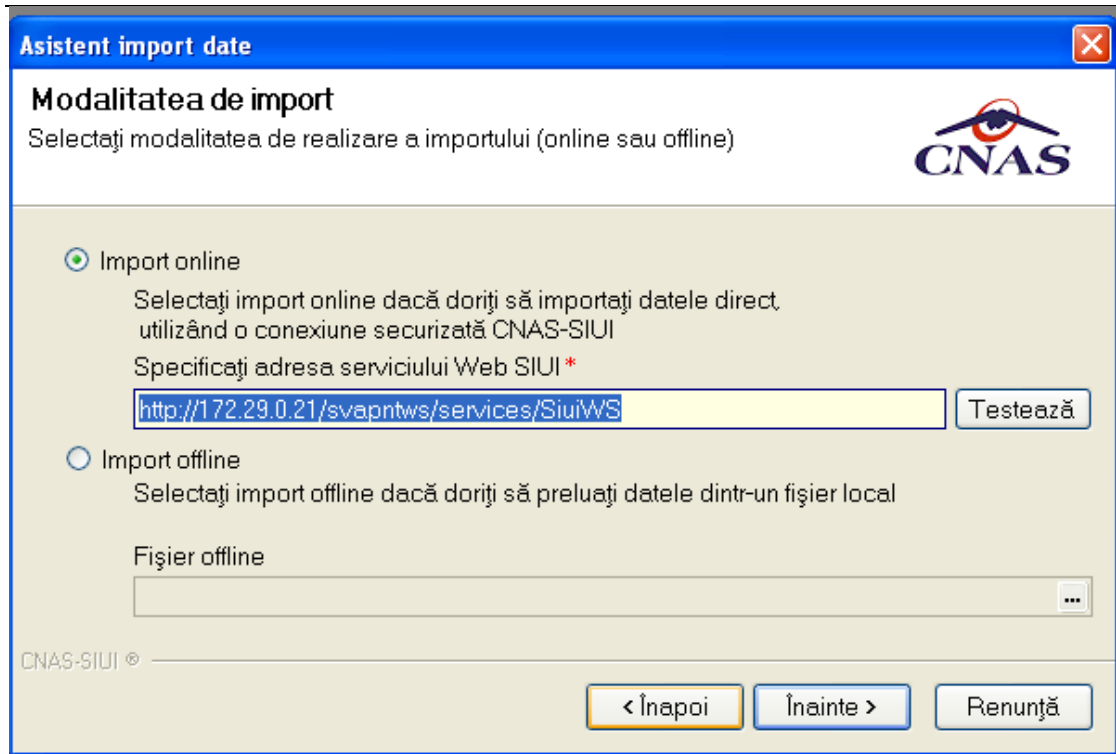 Asistent import date
Modalitatea de import
Selectaţi modalitatea de realizare a importului (online sau offline)
CNAS
Import online
Selectaţi import online dacă doriţi să importaţi datele direct,
utilizând o conexiune securizată CNAS-SIUI
Specificaţi adresa serviciului Web SIUI *
http://172.29.0.21/svapntws/services/SiuiWS
Testează
Import offline
Selectaţi import offline dacă doriţi să preluaţi datele dintr-un fişier local
Fişier offline
...
CNAS-SIUI ®
< Înapoi
Înainte >
Renunţă